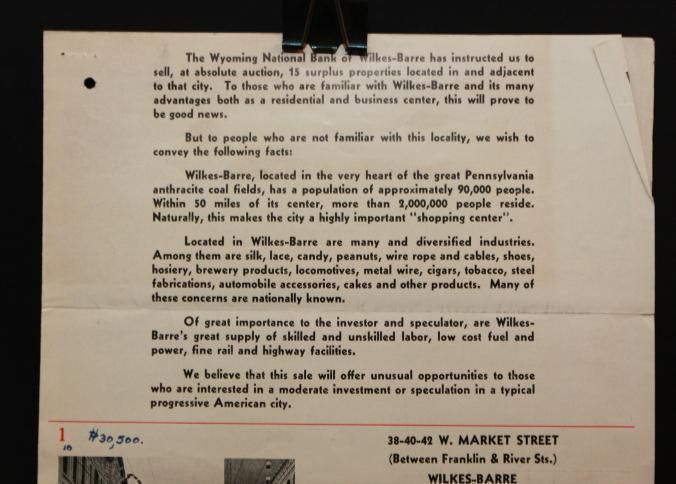 The Wyoming National Bank of Wilkes-Barre has instructed us to
sell, at absolute auction, 15 surplus properties located in and adjacent
to that city. To those who are familiar with Wilkes-Barre and its many
advantages both as a residential and business center, this will prove to
be good news.
But to people who are not familiar with this locality, we wish to
convey the following facts:
Wilkes-Barre, located in the very heart of the great Pennsylvania
anthracite coal fields, has a population of approximately 90,000 people.
Within 50 miles of its center, more than 2,000,000 people reside.
Naturally, this makes the city a highly important "shopping center".
Located in Wilkes-Barre are many and diversified industries.
Among them are silk, lace, candy, peanuts, wire rope and cables, shoes,
hosiery, brewery products, locomotives, metal wire, cigars, tobacco, steel
fabrications, automobile accessories, cakes and other products. Many of
these concerns are nationally known.
Of great importance to the investor and speculator, are Wilkes-
Barre's great supply of skilled and unskilled labor, low cost fuel and
power, fine rail and highway facilities.
We believe that this sale will offer unusual opportunities to those
who are interested in a moderate investment or speculation in a typical
progressive American city.
1 $30,500.
10
38-40-42 W. MARKET STREET
(Between Franklin & River Sts.)
WILKES-BARRE